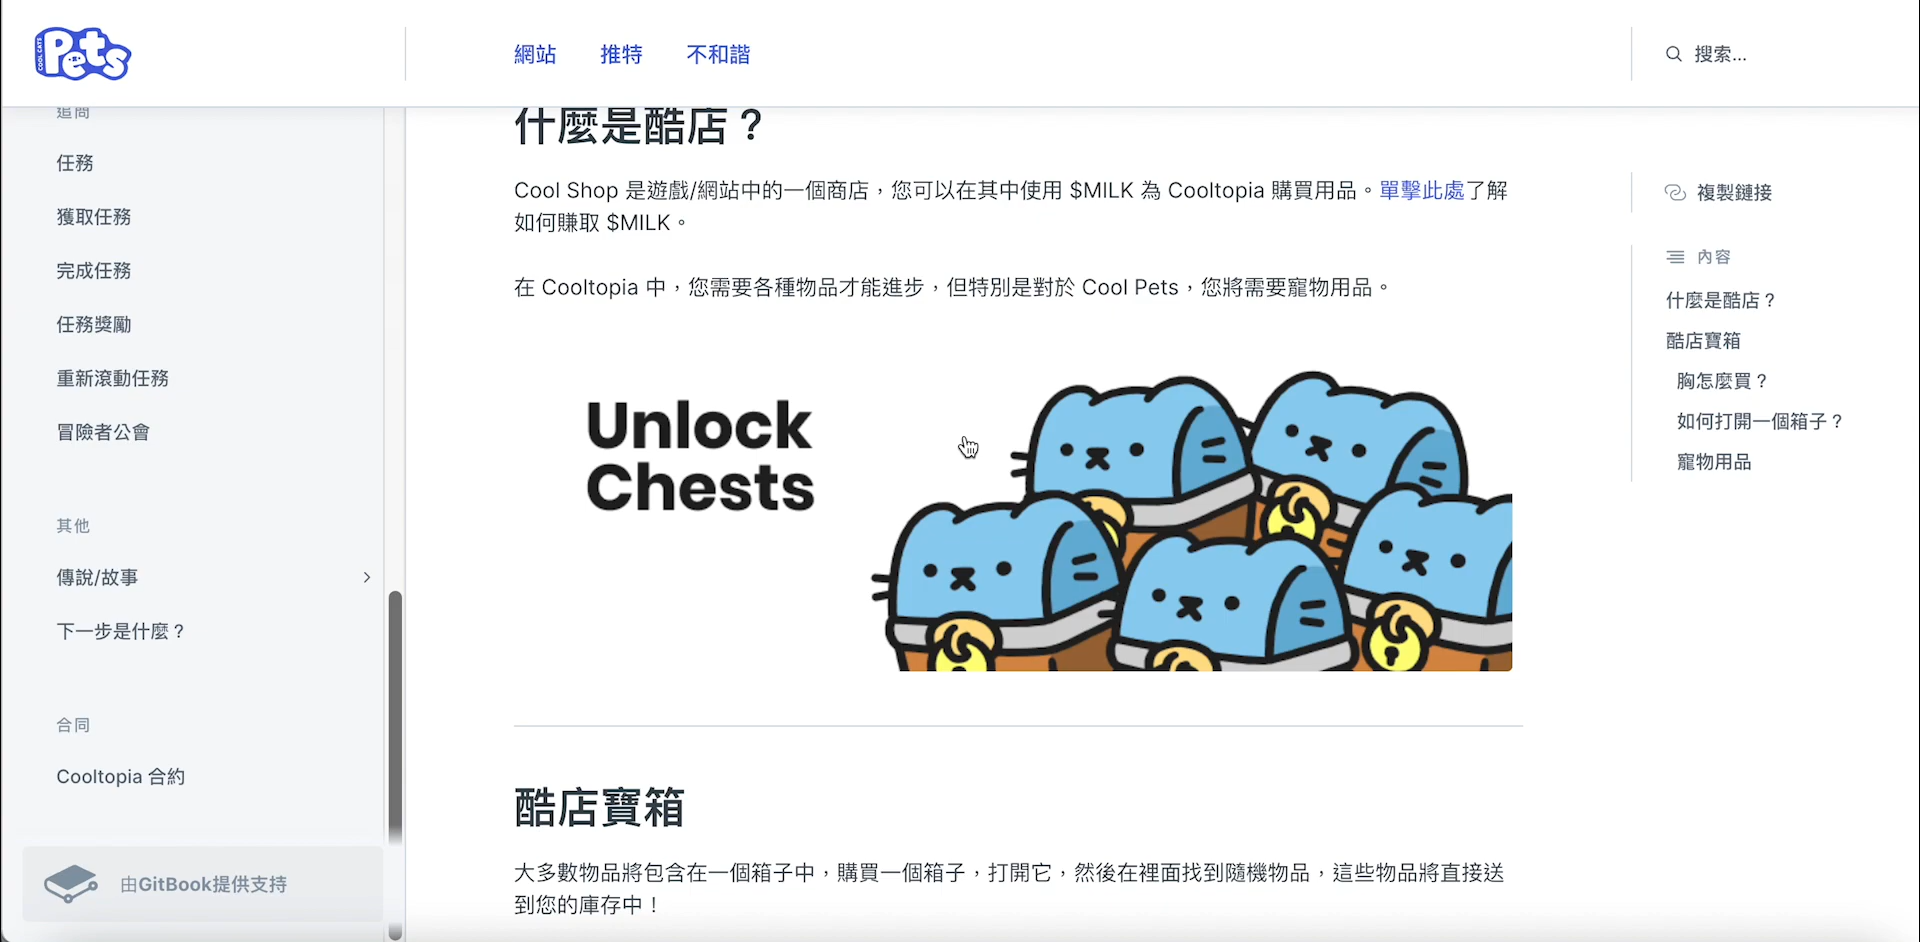 COOL CATS
Pets
網站
推特
不和諧
搜索...
追問
任務
獲取任務
完成任務
任務獎勵
重新滾動任務
冒險者公會
其他
傳說/故事
下一步是什麼？
合同
Cooltopia 合約
由GitBook提供支持
什麼是酷店？
Cool Shop 是遊戲/網站中的一個商店，您可以在其中使用 $MILK 為 Cooltopia 購買用品。單擊此處了解
如何賺取 $MILK。
在 Cooltopia 中，您需要各種物品才能進步，但特別是對於 Cool Pets，您將需要寵物用品。
Unlock
Chests
酷店寶箱
大多數物品將包含在一個箱子中，購買一個箱子，打開它，然後在裡面找到隨機物品，這些物品將直接送
到您的庫存中！
複製鏈接
內容
什麼是酷店？
酷店寶箱
胸怎麼買？
如何打開一個箱子？
寵物用品